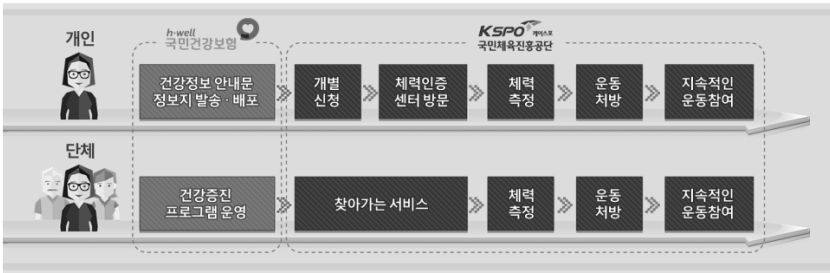 개인
h·well
국민건강보험
KSPO 케이스포
국민체육진흥공단
건강정보 안내문
정보지 발송·배포
개별
신청
체력인증
센터 방문
체력
측정
운동
처방
지속적인
운동참여
단체
건강증진
프로그램 운영
찾아가는 서비스
체력
측정
운동
처방
지속적인
운동참여